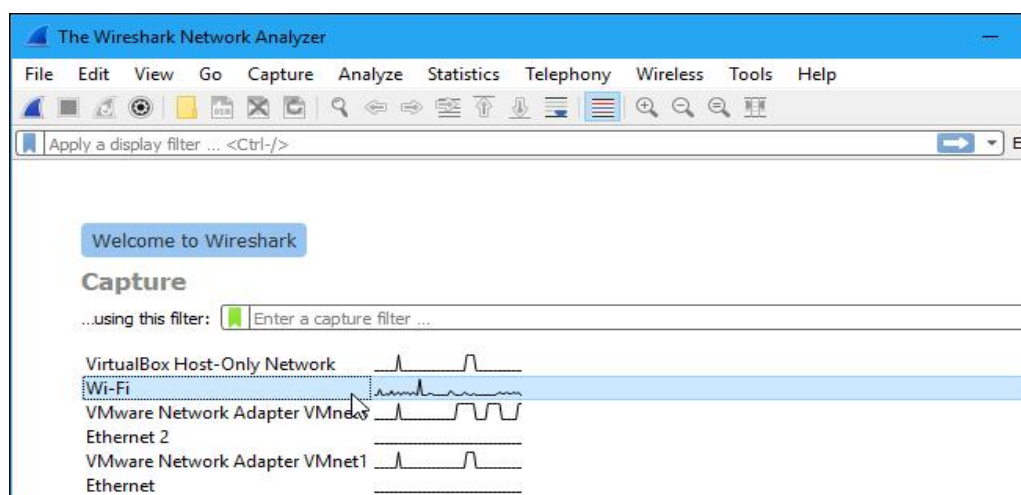 The Wireshark Network Analyzer
File Edit View Go Capture Analyze Statistics Telephony Wireless Tools Help
Apply a display filter ... <Ctrl-/>
E
Welcome to Wireshark
Capture
...using this filter: Enter a capture filter ...
VirtualBox Host-Only Network
Wi-Fi
VMware Network Adapter
Ethernet 2
VMware Network Adapter VMnet1
Ethernet